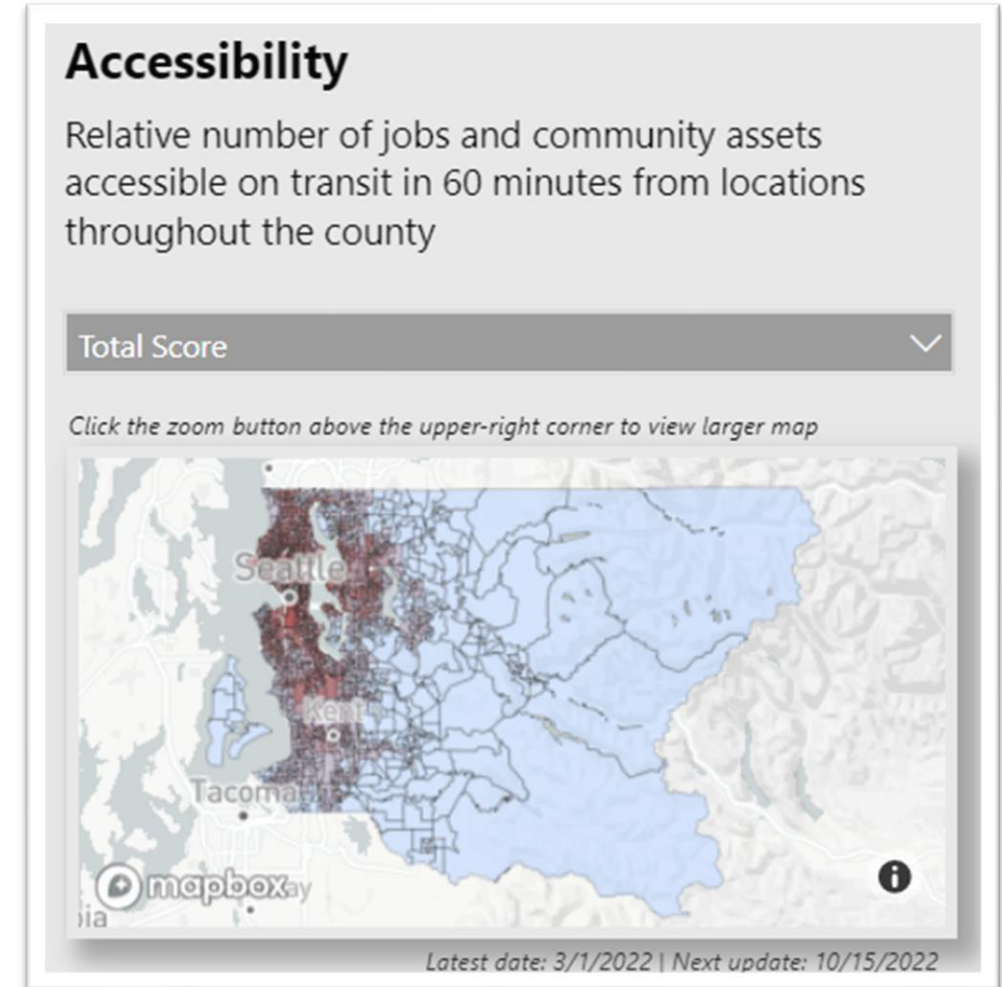 Accessibility
Relative number of jobs and community assets
accessible on transit in 60 minutes from locations
throughout the county
Total Score
Click the zoom button above the upper-right corner to view larger map
Seattle
Kent
Tacoma
mapbox
Latest date: 3/1/2022 | Next update: 10/15/2022